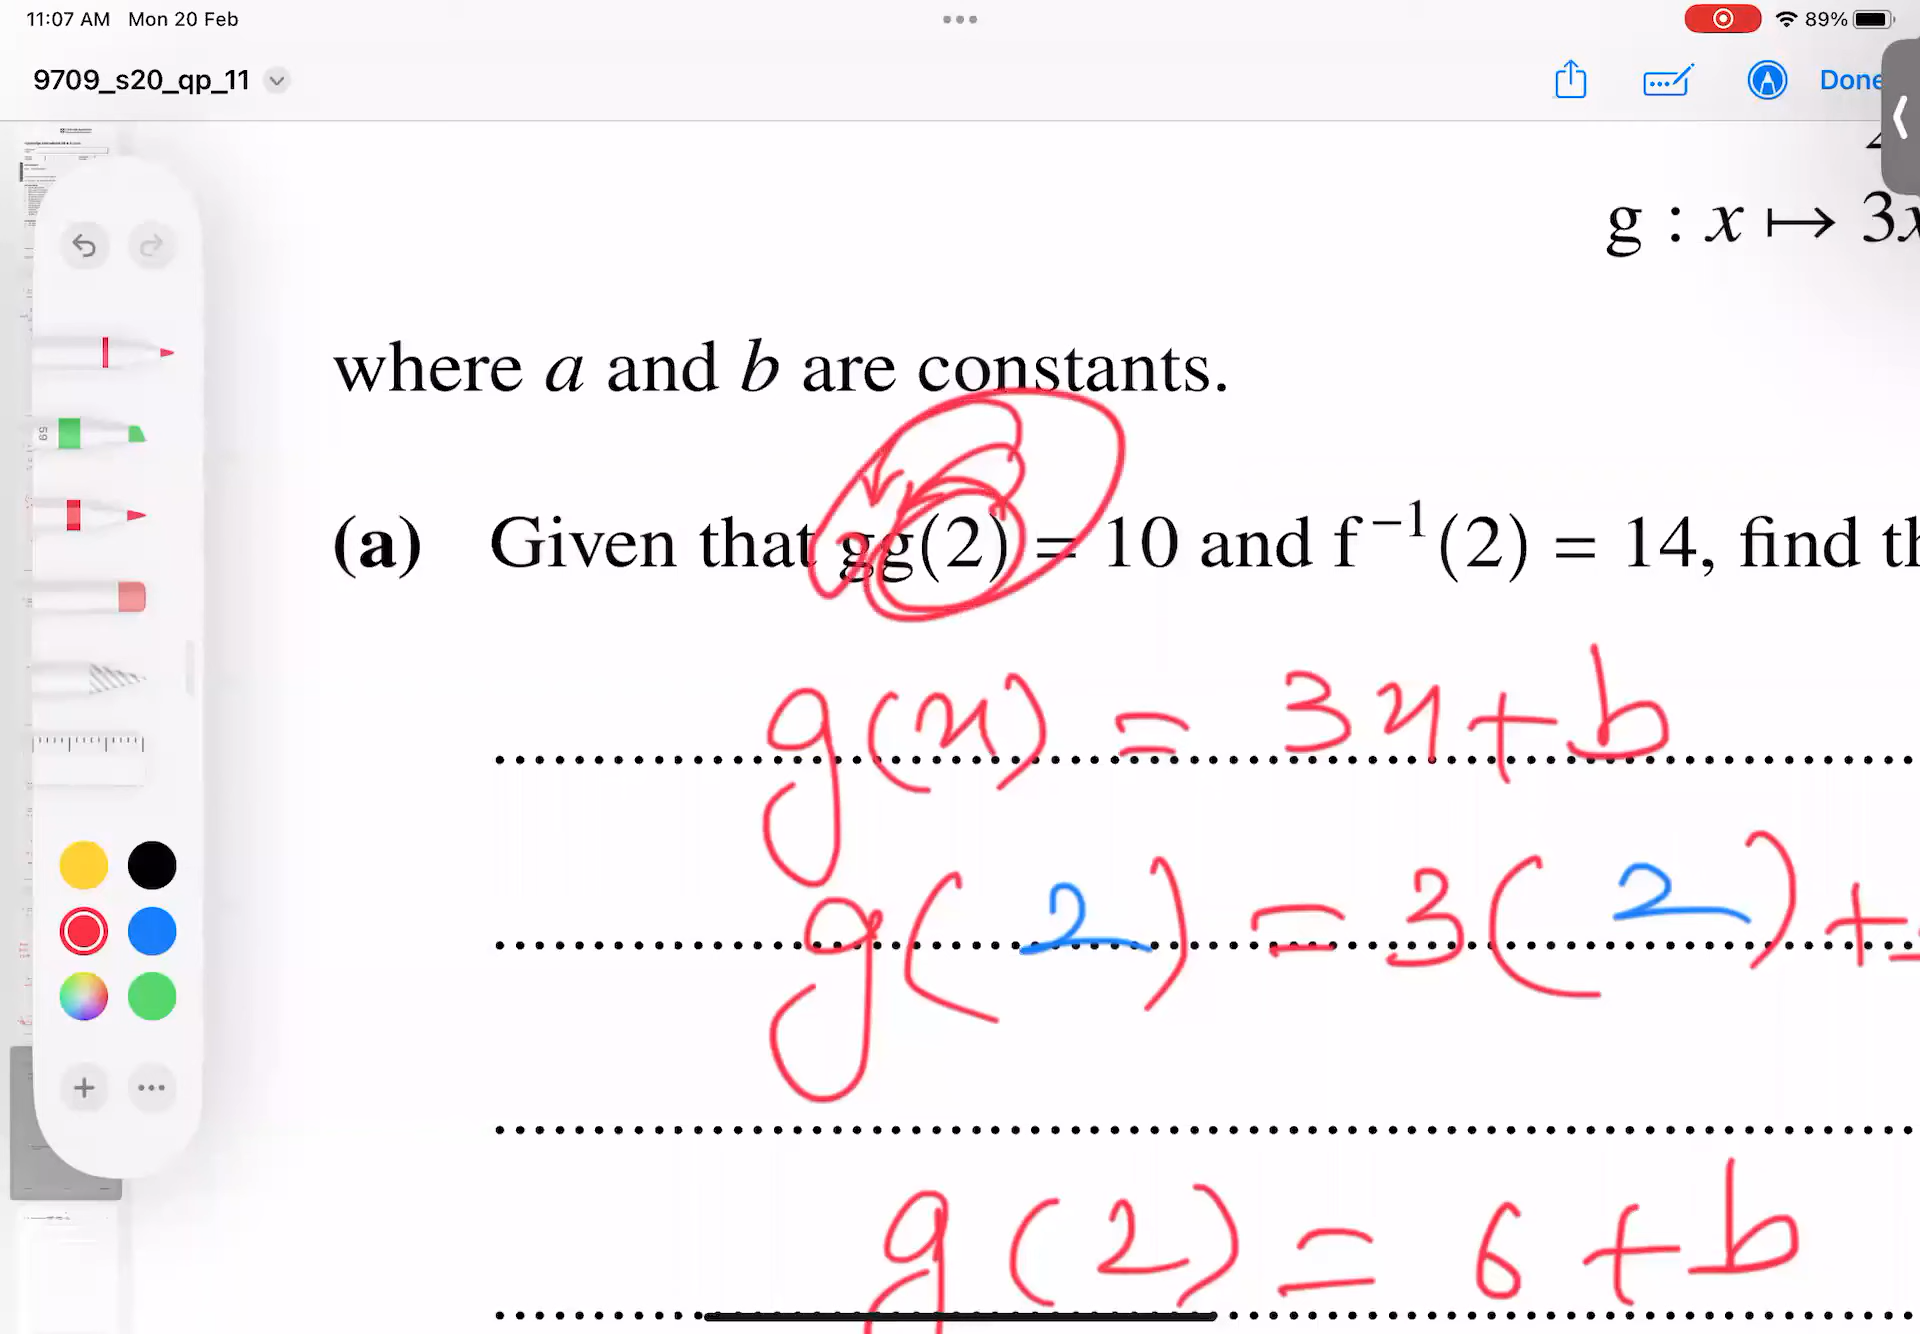 11:07 AM Mon 20 Feb
89%
9709_s20_qp_11
Done
g : x ↦ 3x
where a and b are constants.
(a) Given that gg(2) = 10 and f⁻¹(2) = 14, find th
g(x) = 3x+b
g( 2 ) = 3( 2 ) +
g (2) = 6 + b
59